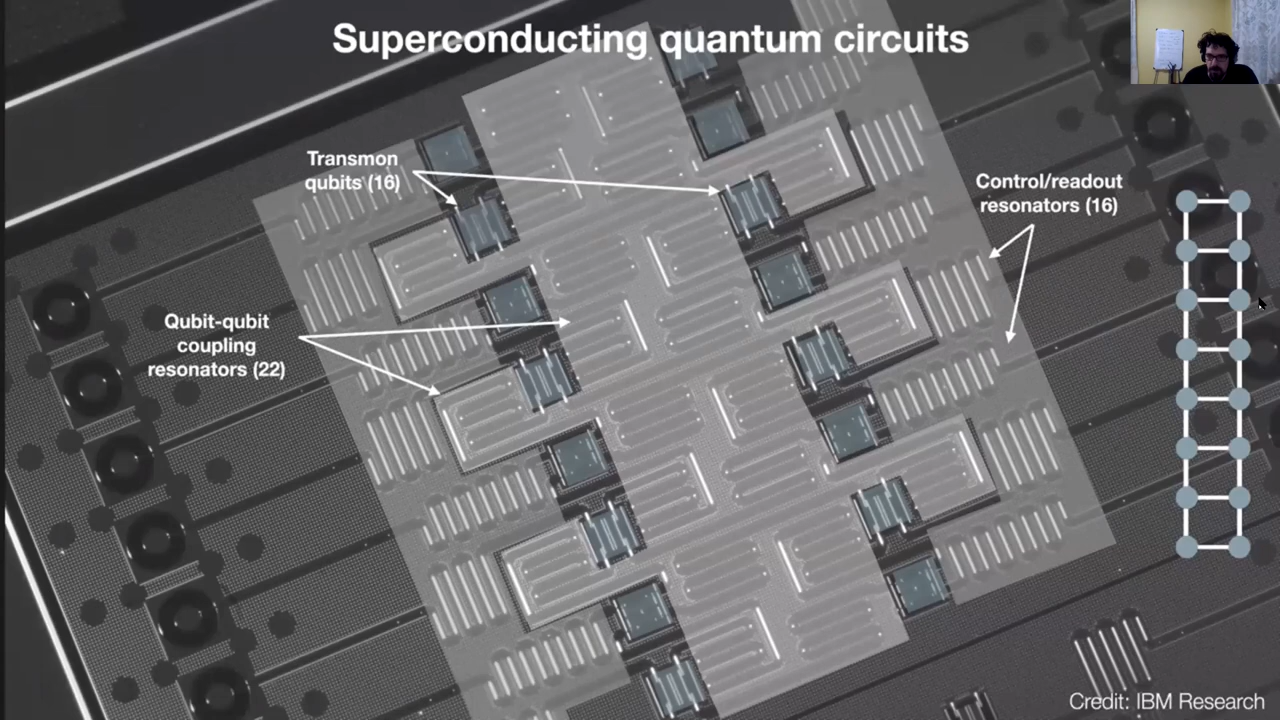 Superconducting quantum circuits
Transmon
qubits (16)
Control/readout
resonators (16)
Qubit-qubit
coupling
resonators (22)
Credit: IBM Research